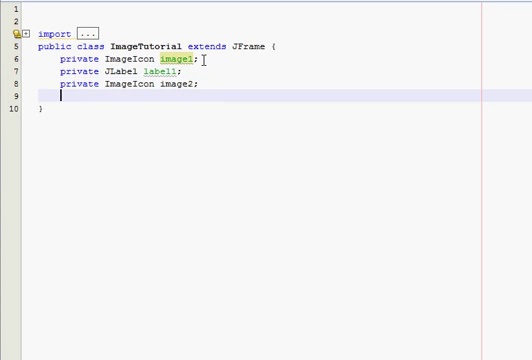 1
2
import ...
5 public class ImageTutorial extends JFrame {
6 private ImageIcon image1;
7 private JLabel label1;
8 private ImageIcon image2;
9
10 }